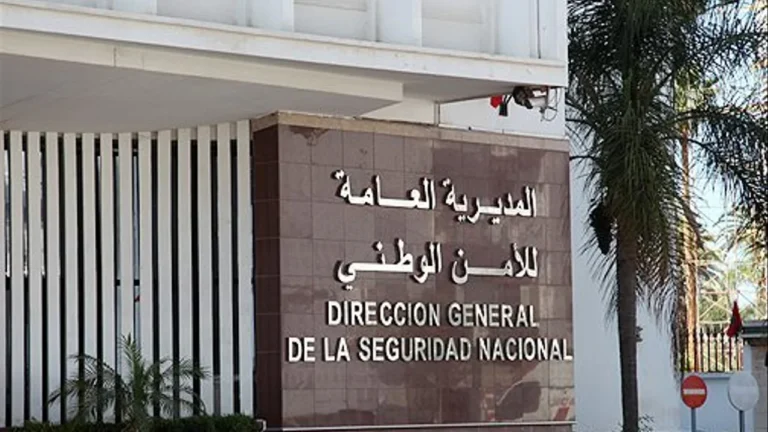 المديرية العامة
للأمن الوطني
DIRECCION GENERAL
DE LA SEGURIDAD NACIONAL